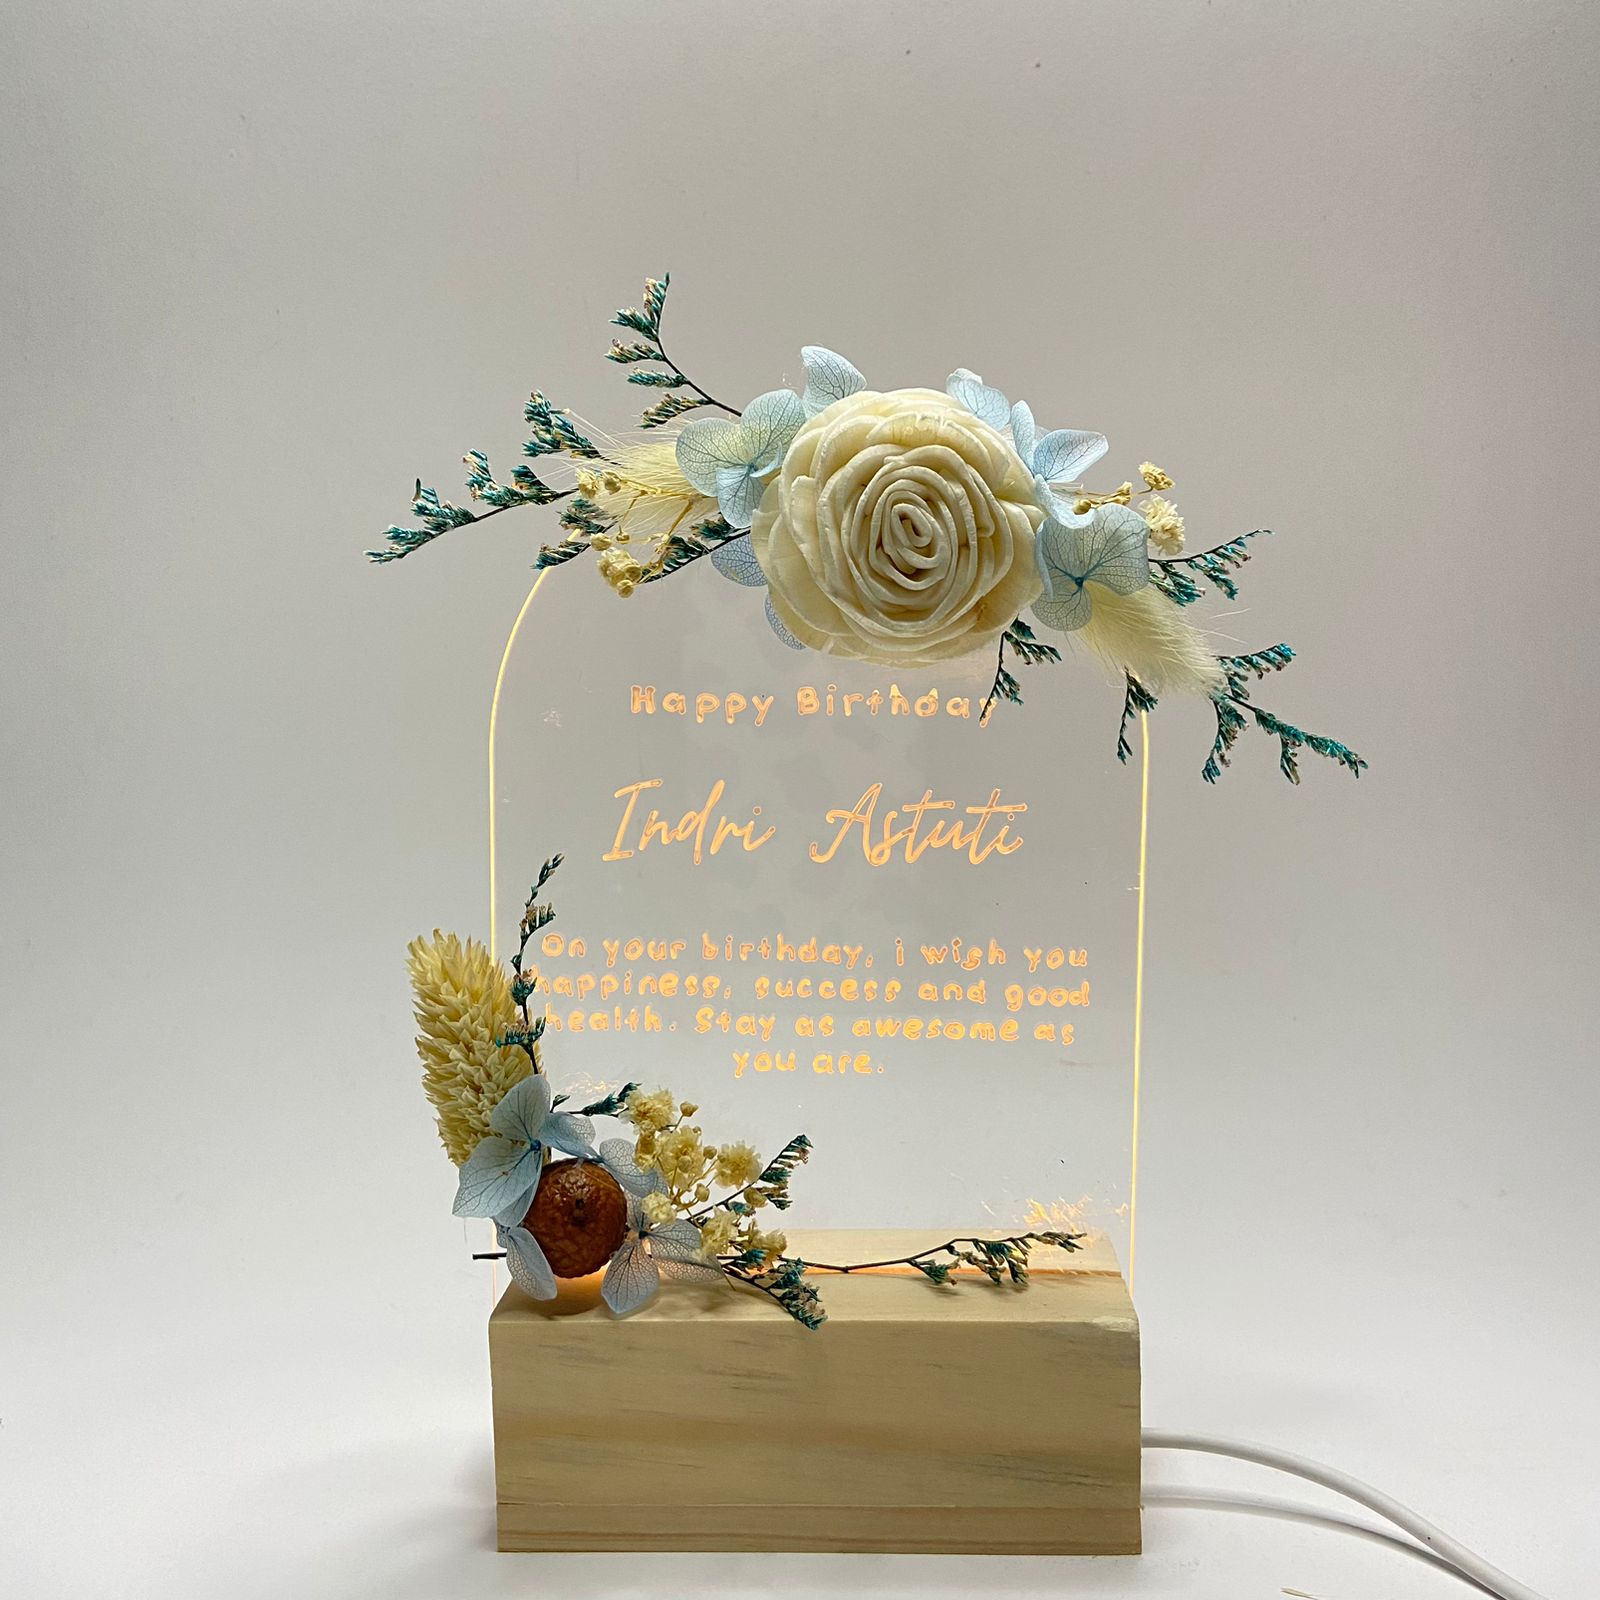 Happy Birthday
Indri Astuti
On your birthday, i wish you
happiness, success and good
health. Stay as awesome as
you are.